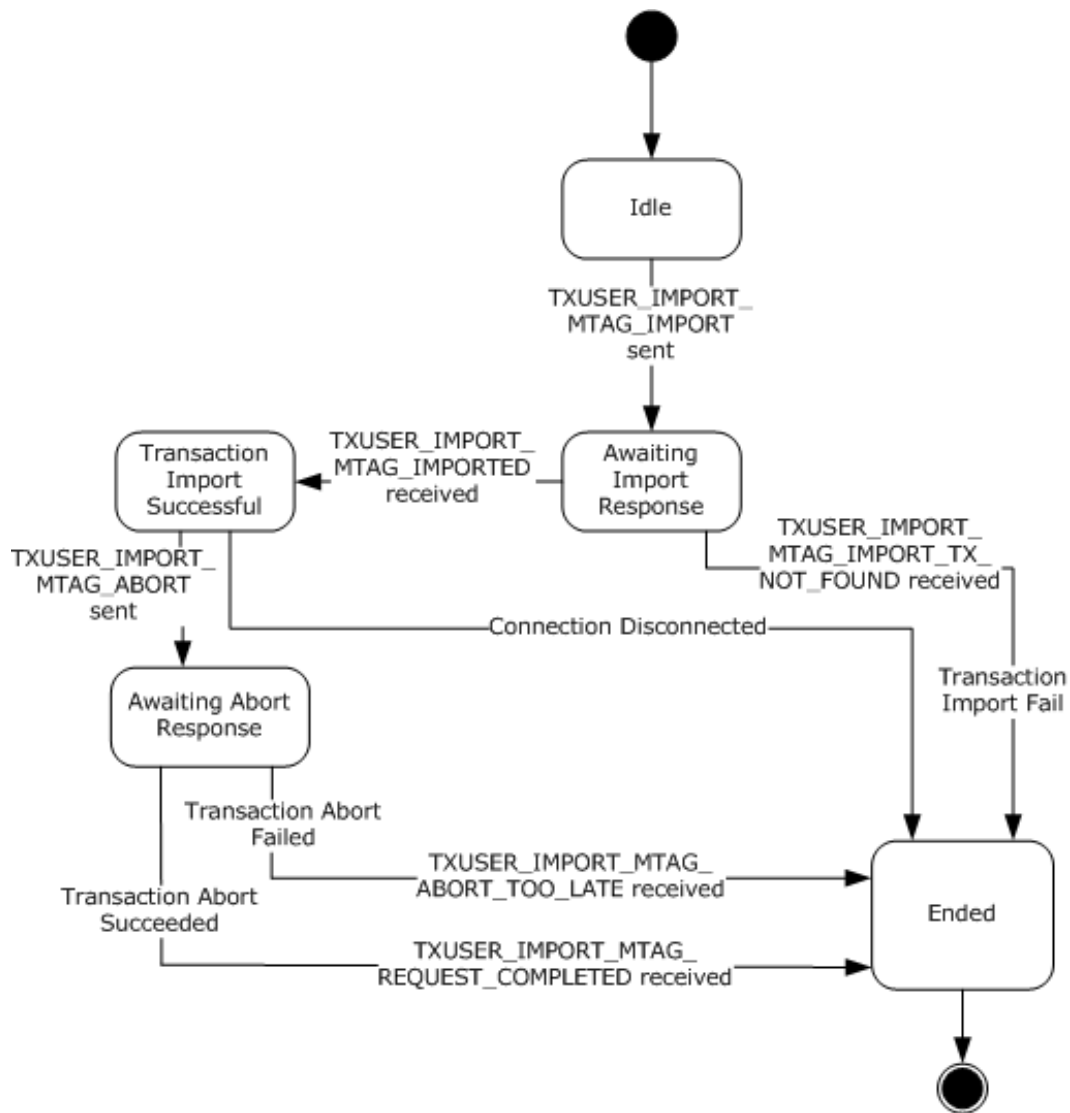 Idle
TXUSER_IMPORT_
MTAG_IMPORT
sent
Transaction
Import
Successful
TXUSER_IMPORT_
MTAG_IMPORTED
received
Awaiting
Import
Response
TXUSER_IMPORT_
MTAG_IMPORT_TX_
NOT_FOUND received
TXUSER_IMPORT_
MTAG_ABORT
sent
Connection Disconnected
Transaction
Import Fail
Awaiting Abort
Response
Transaction Abort
Failed
TXUSER_IMPORT_MTAG_
ABORT_TOO_LATE received
Transaction Abort
Succeeded
TXUSER_IMPORT_MTAG_
REQUEST_COMPLETED received
Ended